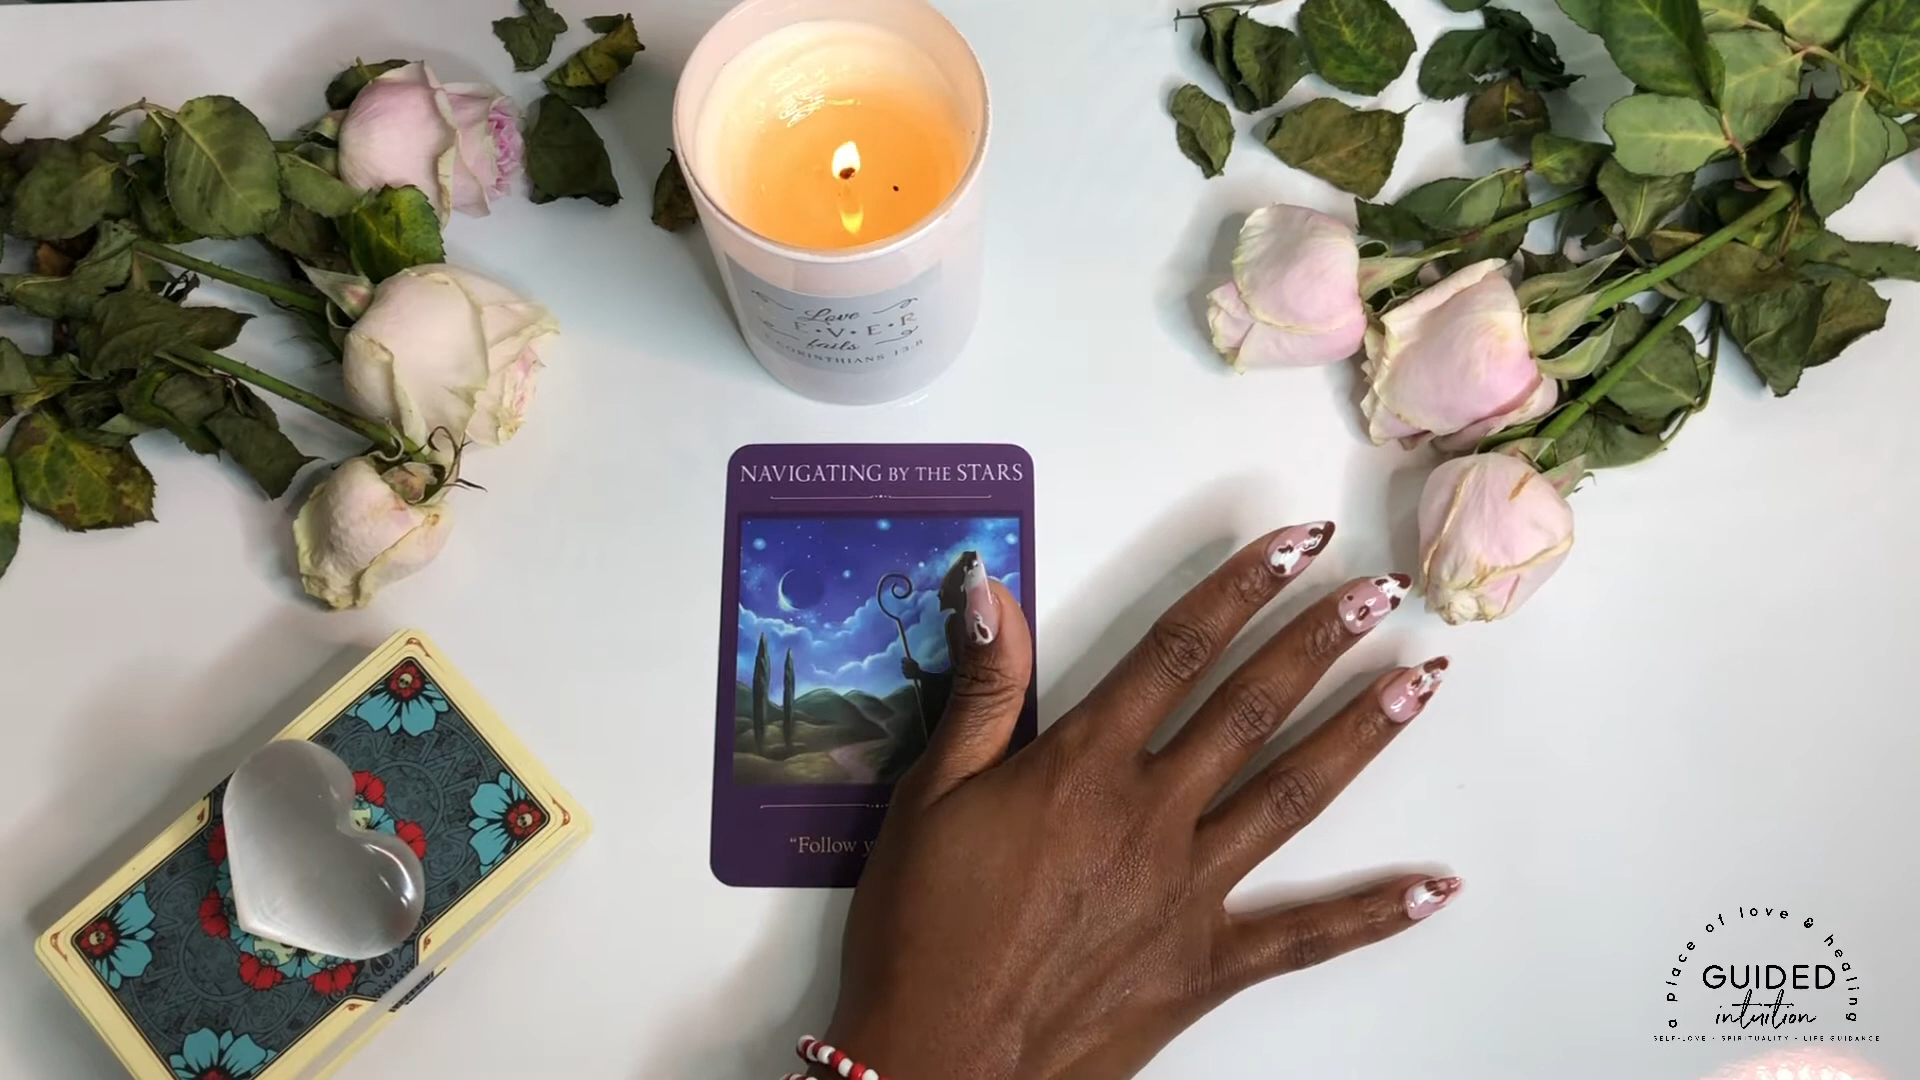 Love
E·V·E·R
fails
CORINTHIANS 13:8
NAVIGATING BY THE STARS
"Follow y
a place of love & healing
GUIDED
intuition
SELF-LOVE · SPIRITUALITY · LIFE GUIDANCE